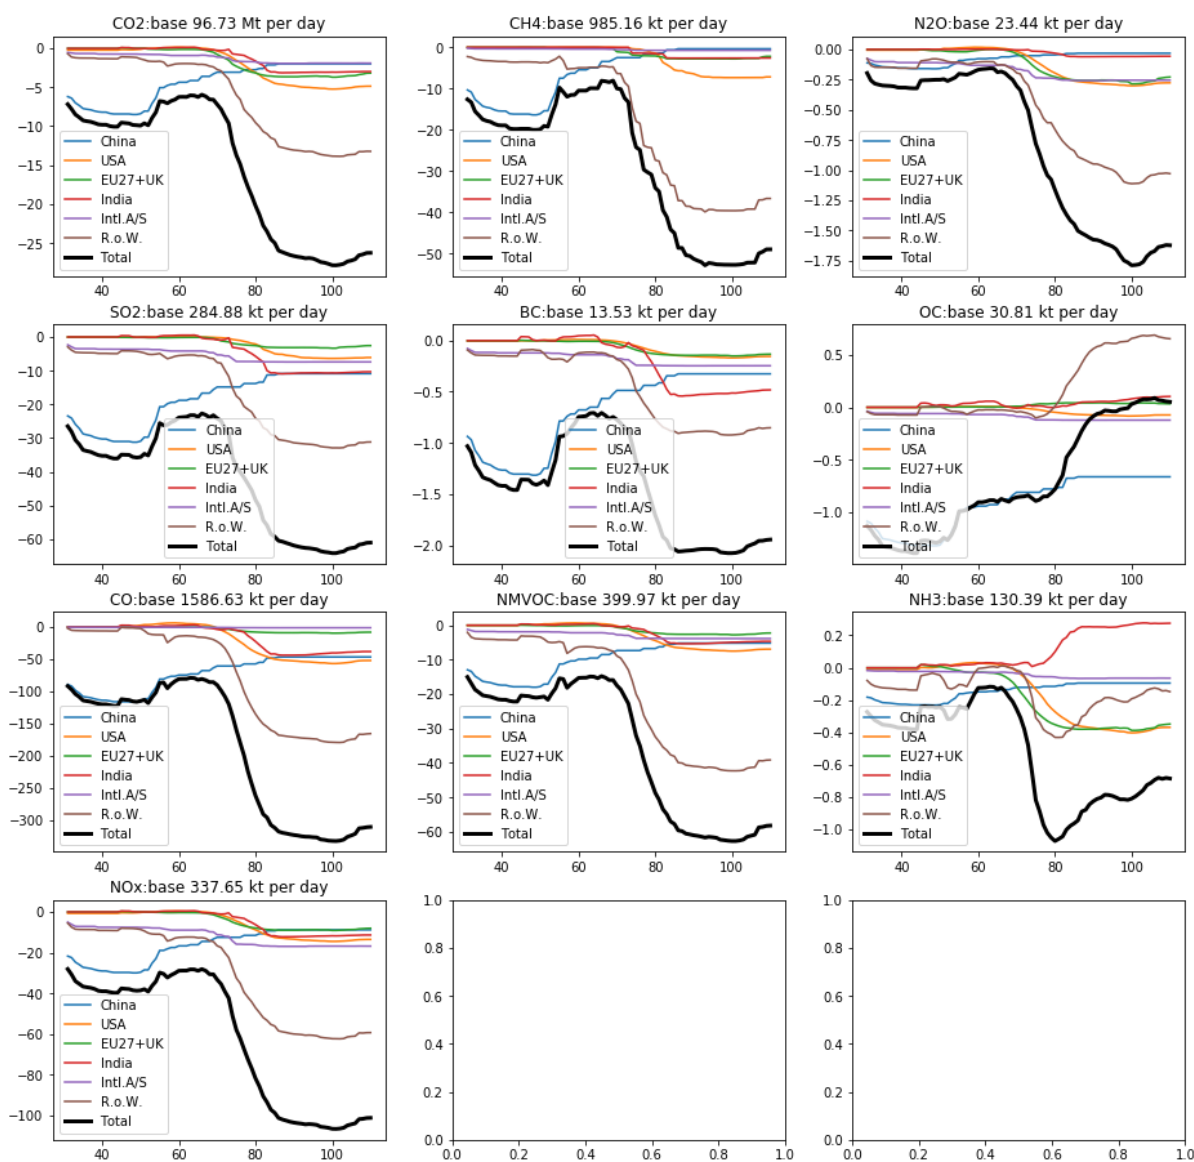 CO2:base 96.73 Mt per day
0
−5
−10
−15
−20
−25
40 60 80 100
China
USA
EU27+UK
India
Intl.A/S
R.o.W.
Total
CH4:base 985.16 kt per day
0
−10
−20
−30
−40
−50
40 60 80 100
China
USA
EU27+UK
India
Intl.A/S
R.o.W.
Total
N2O:base 23.44 kt per day
0.00
−0.25
−0.50
−0.75
−1.00
−1.25
−1.50
−1.75
40 60 80 100
China
USA
EU27+UK
India
Intl.A/S
R.o.W.
Total
SO2:base 284.88 kt per day
0
−10
−20
−30
−40
−50
−60
40 60 80 100
China
USA
EU27+UK
India
Intl.A/S
R.o.W.
Total
BC:base 13.53 kt per day
0.0
−0.5
−1.0
−1.5
−2.0
40 60 80 100
China
USA
EU27+UK
India
Intl.A/S
R.o.W.
Total
OC:base 30.81 kt per day
0.5
0.0
−0.5
−1.0
40 60 80 100
China
USA
EU27+UK
India
Intl.A/S
R.o.W.
Total
CO:base 1586.63 kt per day
0
−50
−100
−150
−200
−250
−300
40 60 80 100
China
USA
EU27+UK
India
Intl.A/S
R.o.W.
Total
NMVOC:base 399.97 kt per day
0
−10
−20
−30
−40
−50
−60
40 60 80 100
China
USA
EU27+UK
India
Intl.A/S
R.o.W.
Total
NH3:base 130.39 kt per day
0.2
0.0
−0.2
−0.4
−0.6
−0.8
−1.0
40 60 80 100
China
USA
EU27+UK
India
Intl.A/S
R.o.W.
Total
NOx:base 337.65 kt per day
0
−20
−40
−60
−80
−100
40 60 80 100
China
USA
EU27+UK
India
Intl.A/S
R.o.W.
Total
1.0
0.8
0.6
0.4
0.2
0.0
0.0 0.2 0.4 0.6 0.8 1.0
1.0
0.8
0.6
0.4
0.2
0.0
0.0 0.2 0.4 0.6 0.8 1.0